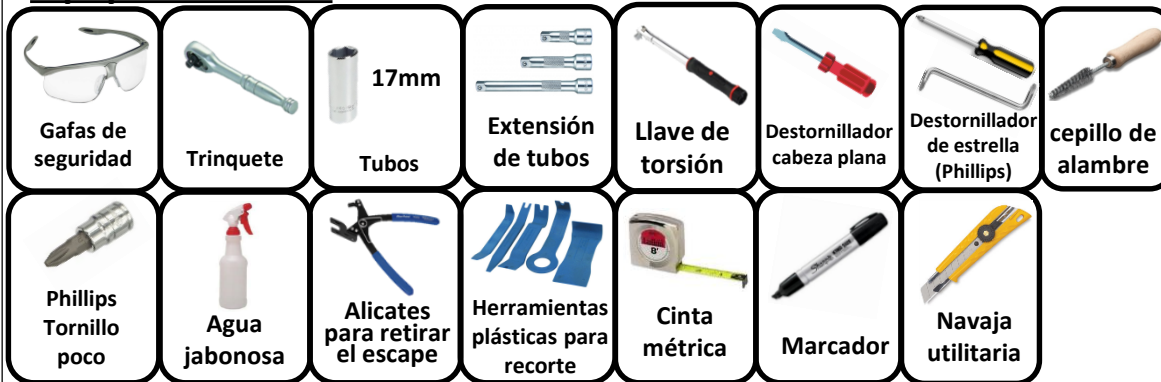 Gafas de
seguridad
Trinquete
17mm
Tubos
Extensión
de tubos
Llave de
torsión
Destornillador
cabeza plana
Destornillador
de estrella
(Phillips)
cepillo de
alambre
Phillips
Tornillo
poco
Agua
jabonosa
Alicates
para retirar
el escape
Herramientas
plásticas para
recorte
8'
Cinta
métrica
Sharpie
Marcador
Navaja
utilitaria